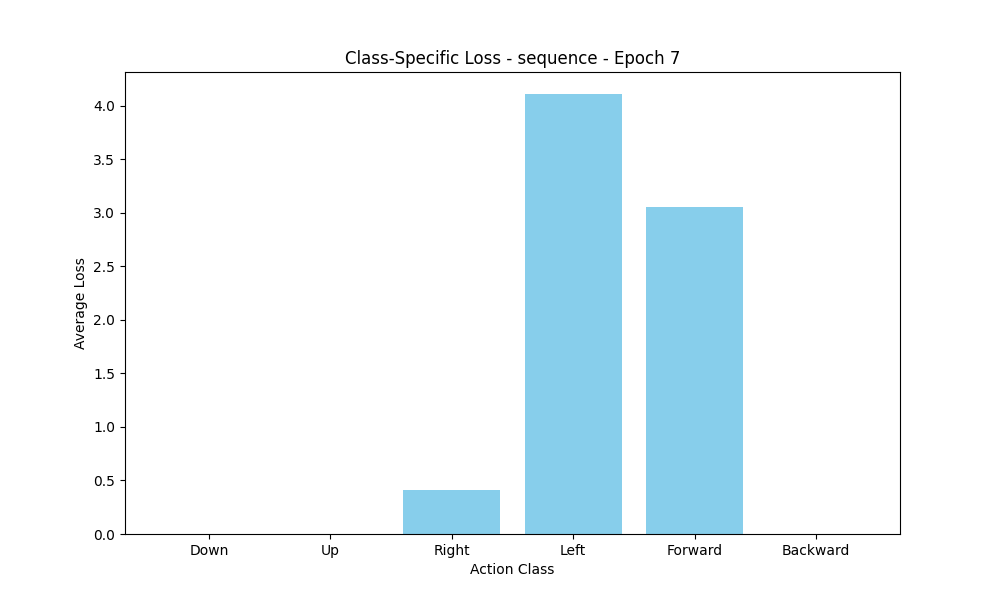 Class-Specific Loss - sequence - Epoch 7
Average Loss
4.0
3.5
3.0
2.5
2.0
1.5
1.0
0.5
0.0
Down Up Right Left Forward Backward
Action Class